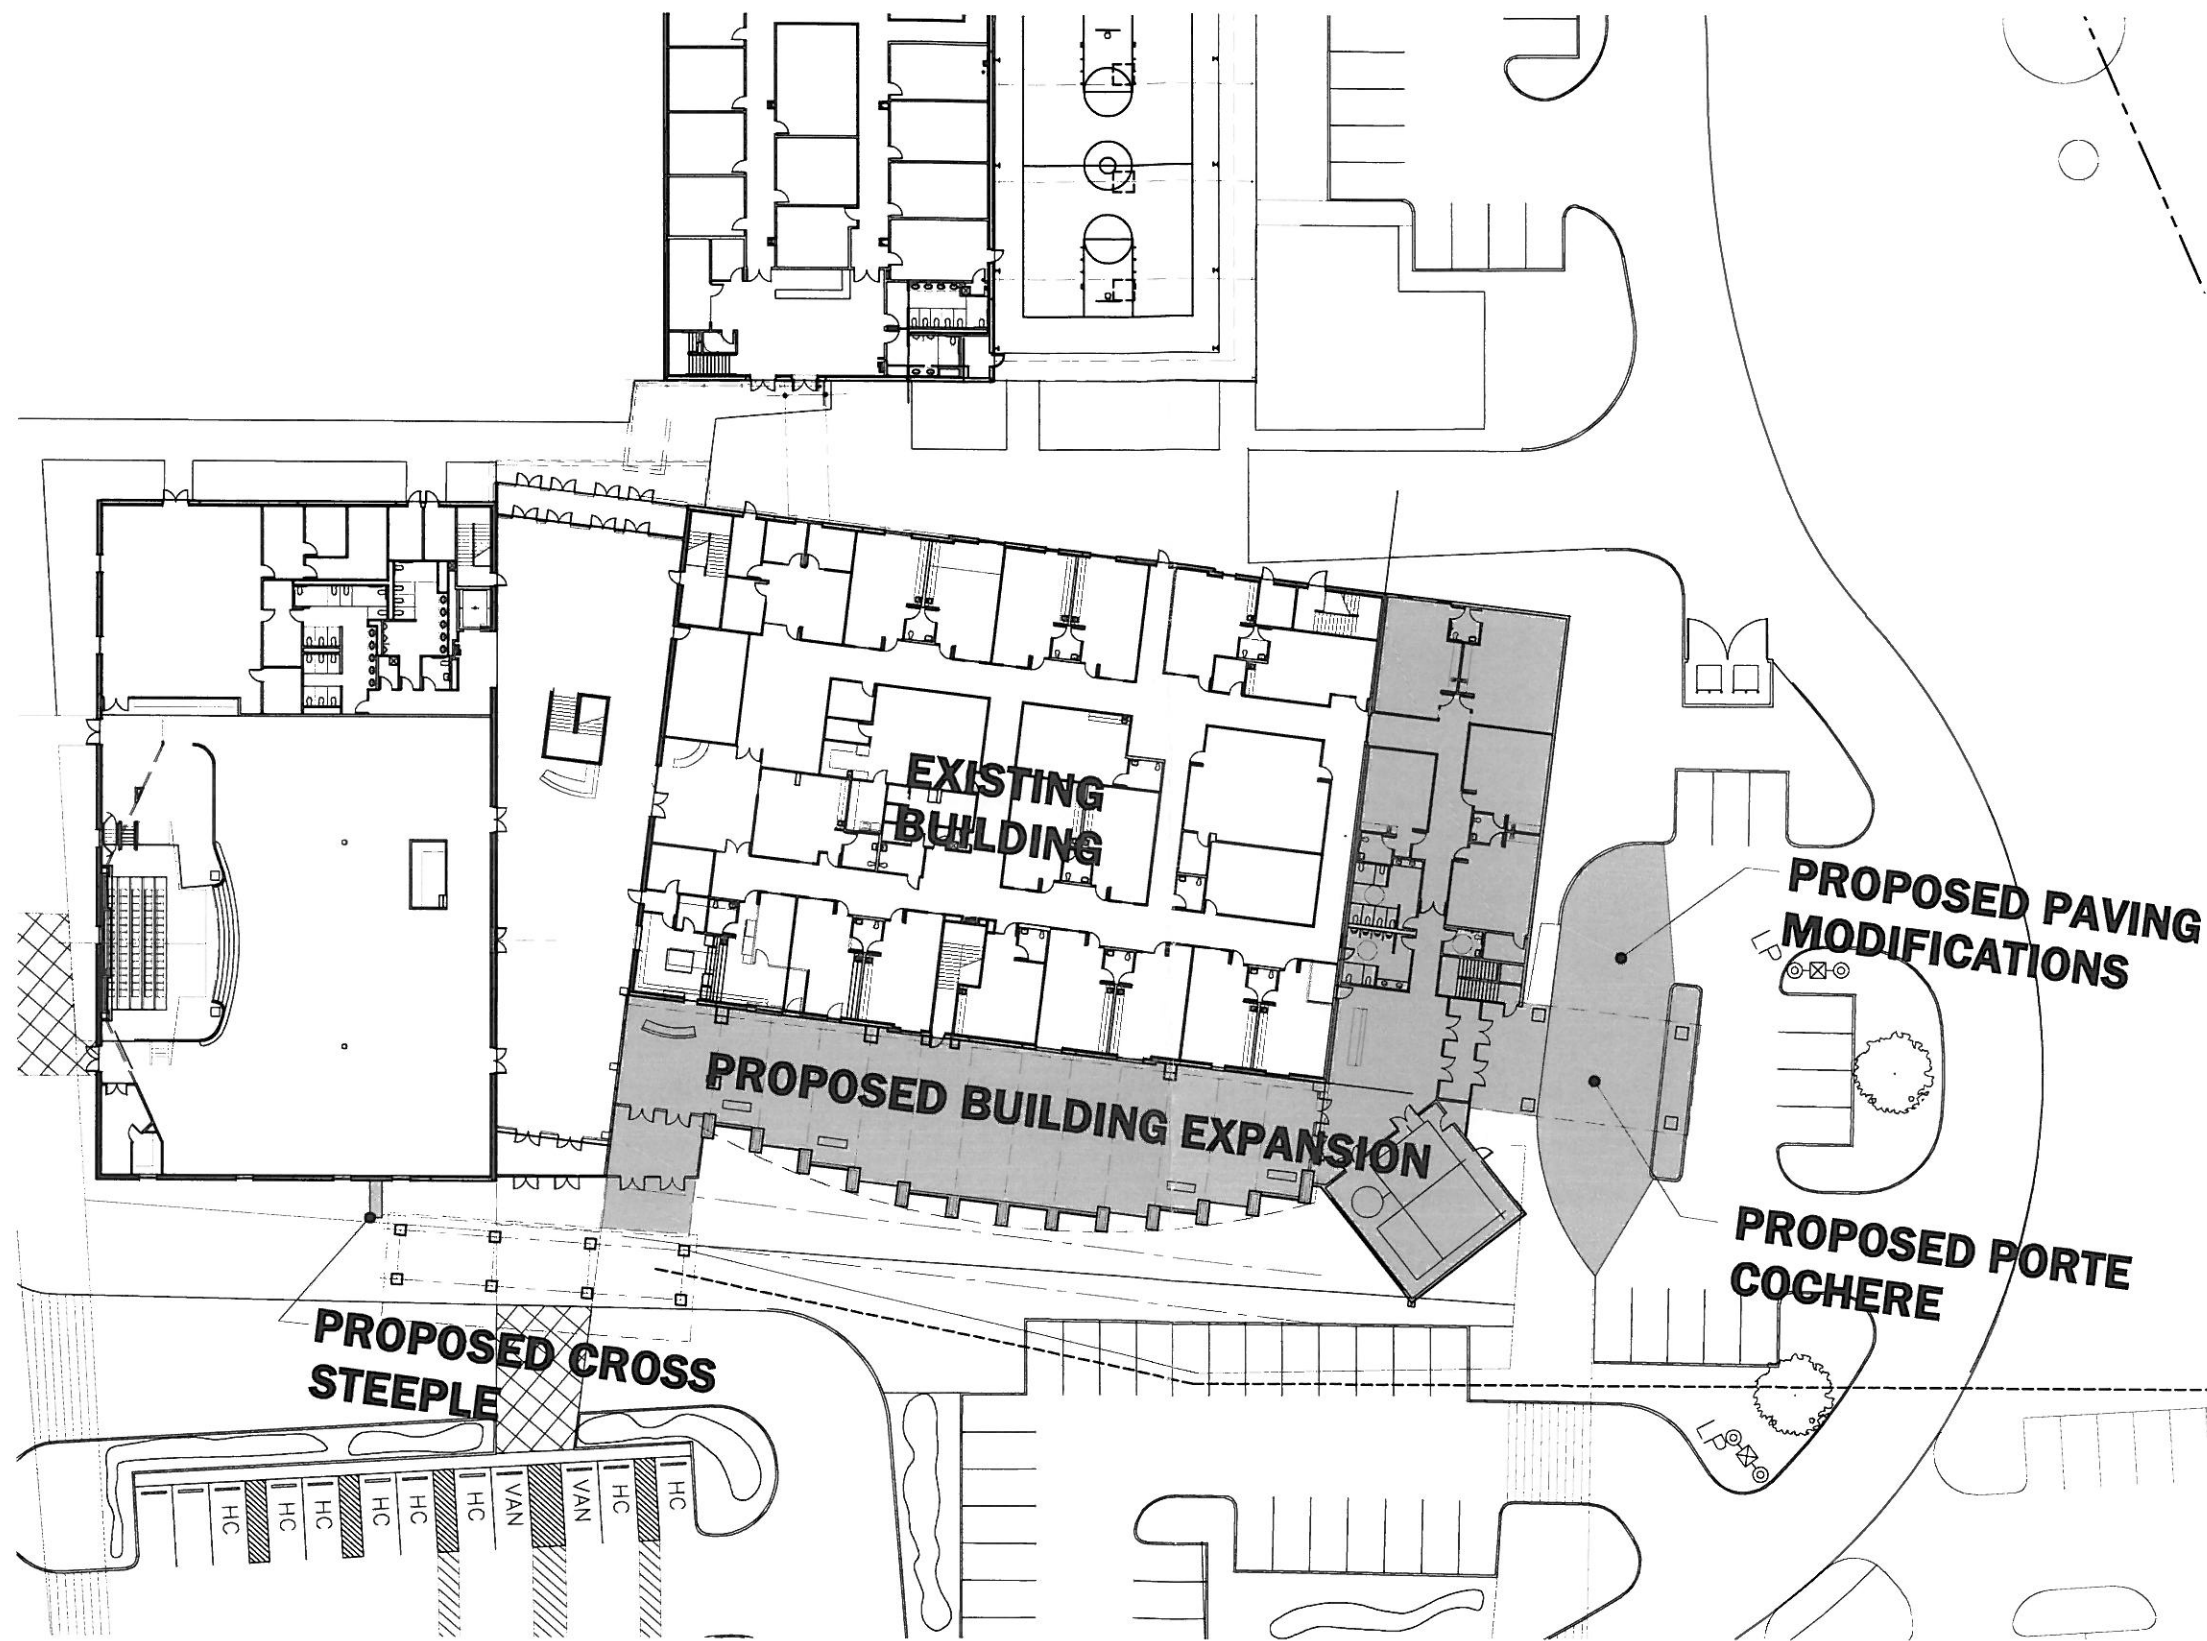 EXISTING
BUILDING
PROPOSED PAVING
MODIFICATIONS
LP
PROPOSED BUILDING EXPANSION
PROPOSED PORTE
COCHERE
PROPOSED CROSS
STEEPLE
LP
HC
HC
HC
HC
HC
HC
VAN
VAN
HC
HC